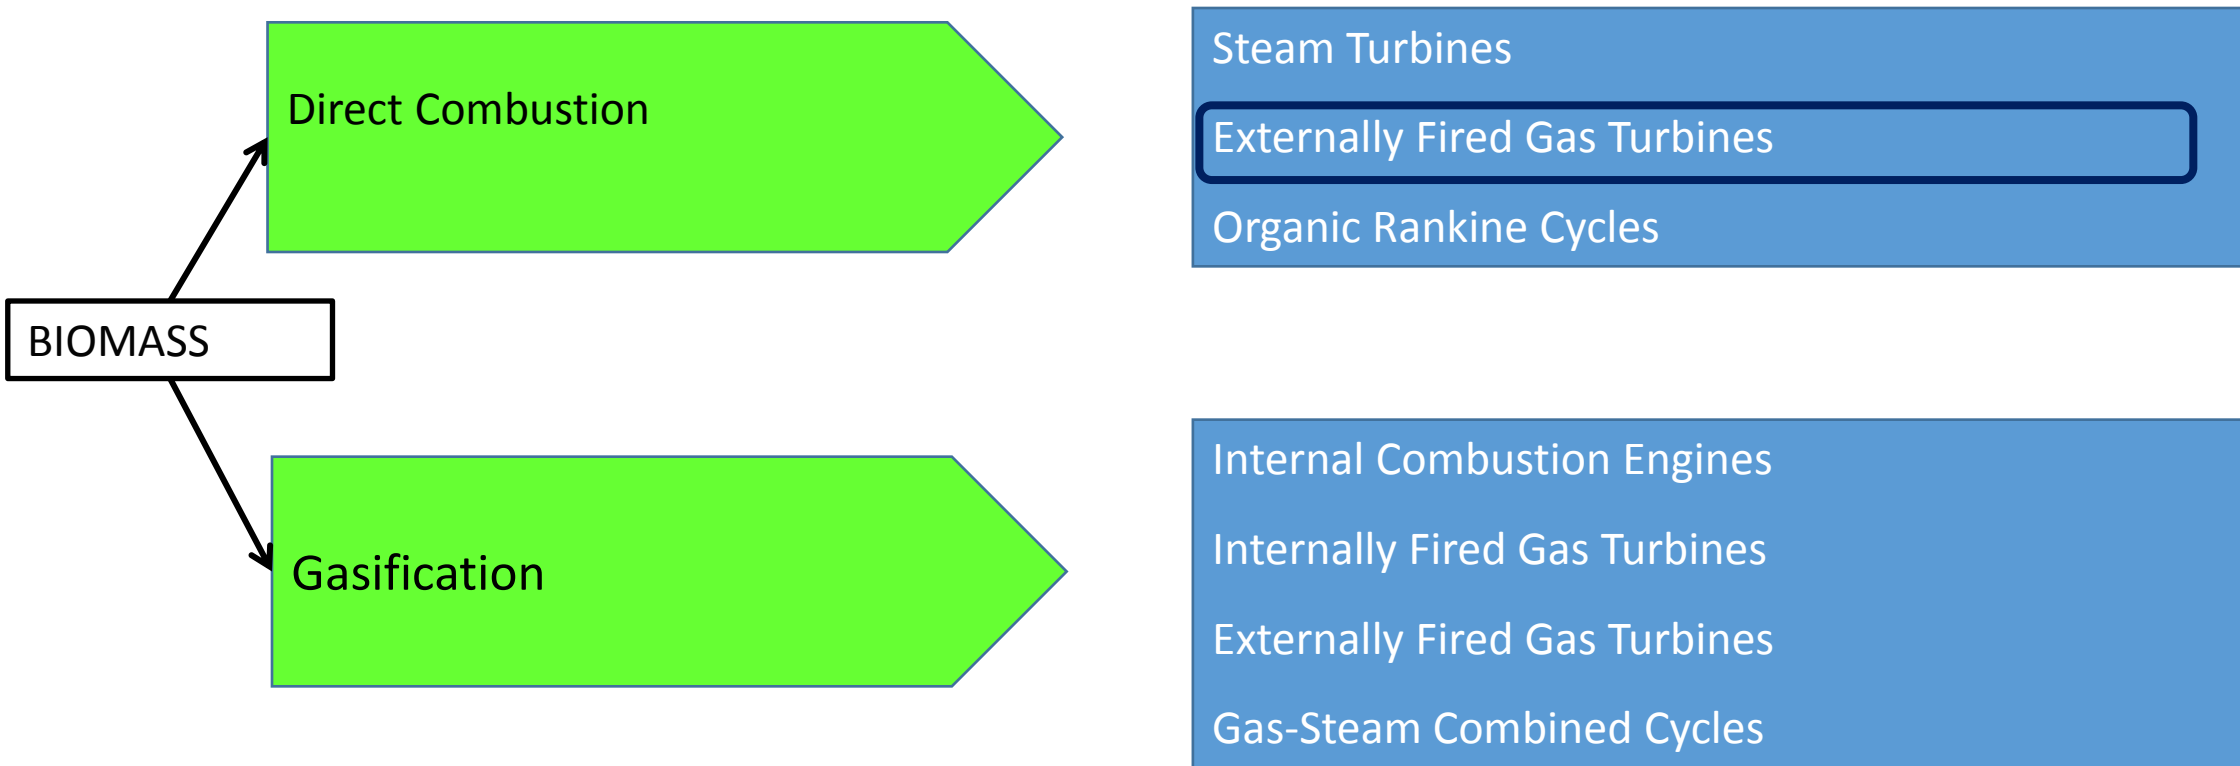 Direct Combustion
Steam Turbines
Externally Fired Gas Turbines
Organic Rankine Cycles
BIOMASS
Gasification
Internal Combustion Engines
Internally Fired Gas Turbines
Externally Fired Gas Turbines
Gas-Steam Combined Cycles